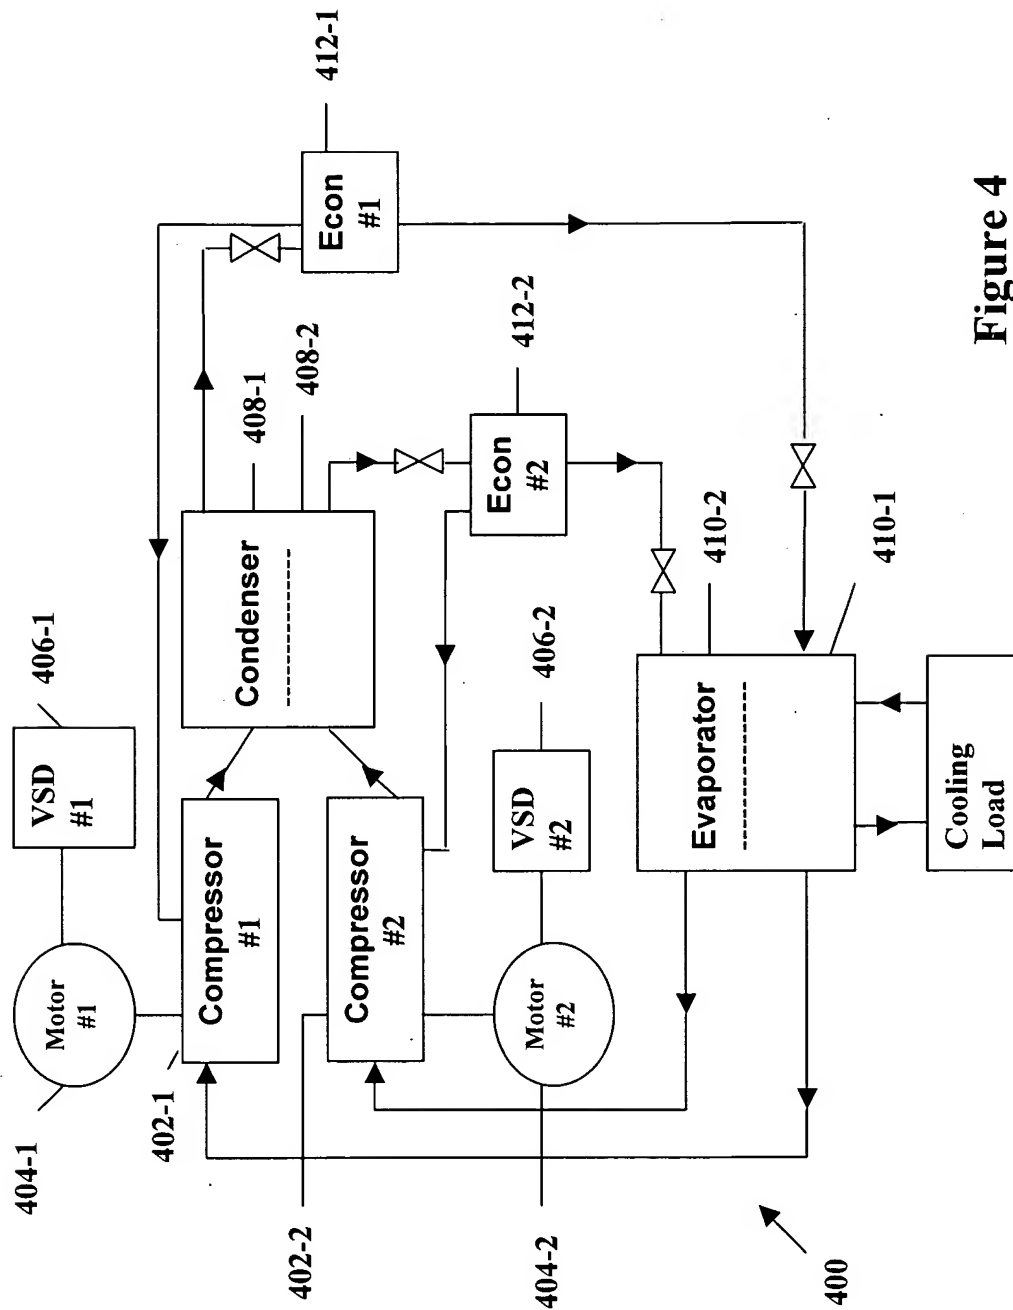 404-1
Motor
#1
VSD
#1
406-1
402-1
Compressor
#1
Condenser
408-1
408-2
Econ
#1
412-1
402-2
Compressor
#2
Econ
#2
412-2
404-2
Motor
#2
VSD
#2
406-2
Evaporator
410-2
410-1
400
Cooling
Load
Figure 4